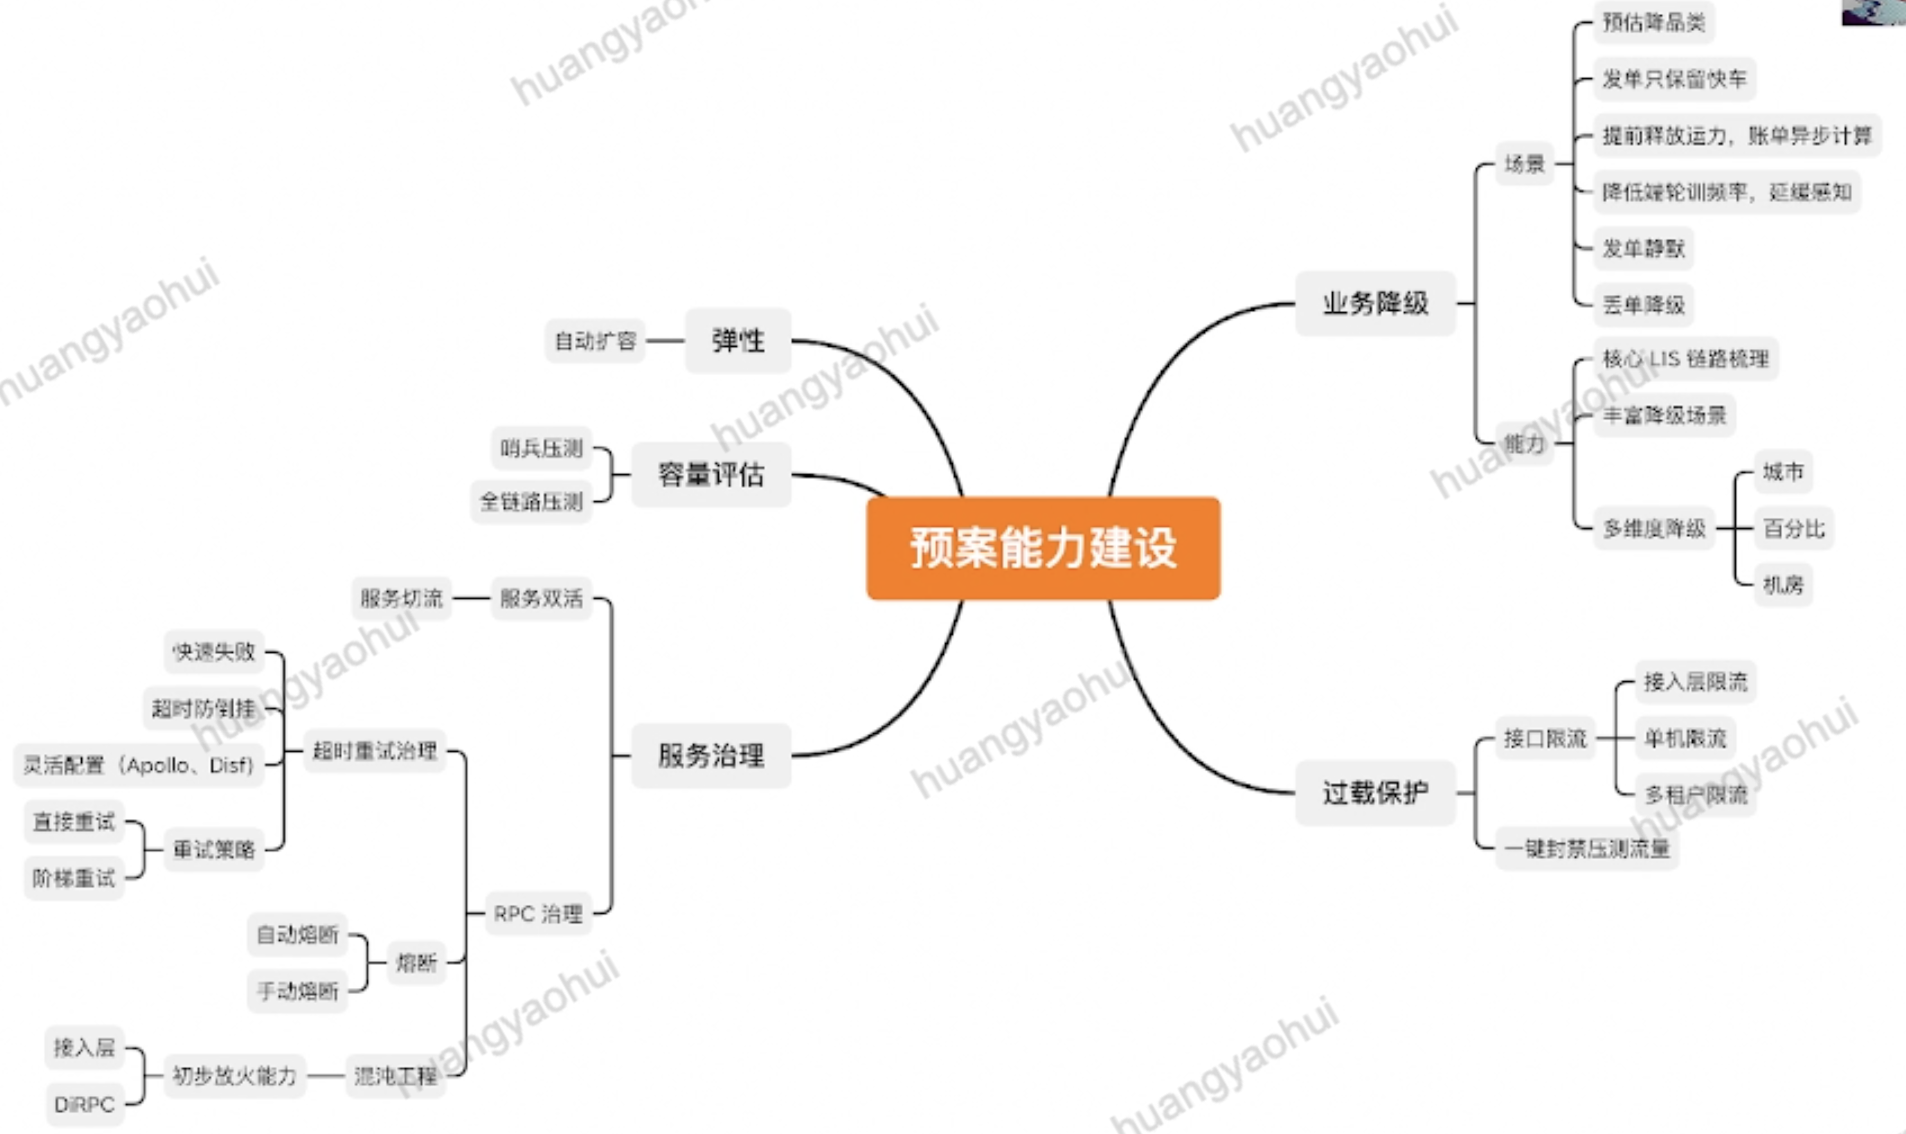 预案能力建设
业务降级
场景
预估降品类
发单只保留快车
提前释放运力，账单异步计算
降低端轮训频率，延缓感知
发单静默
丢单降级
能力
核心 LIS 链路梳理
丰富降级场景
多维度降级
城市
百分比
机房
过载保护
接口限流
接入层限流
单机限流
多租户限流
一键封禁压测流量
弹性
自动扩容
容量评估
哨兵压测
全链路压测
服务治理
服务双活
服务切流
RPC 治理
超时重试治理
快速失败
超时防倒挂
灵活配置（Apollo、Disf）
重试策略
直接重试
阶梯重试
熔断
自动熔断
手动熔断
混沌工程
初步放火能力
接入层
DiRPC
huangyaohui
huangyaohui
huangyaohui
huangyaohui
huangyaohui
huangyaohui
huangyaohui
huangyaohui
huangyaohui
huangyaohui